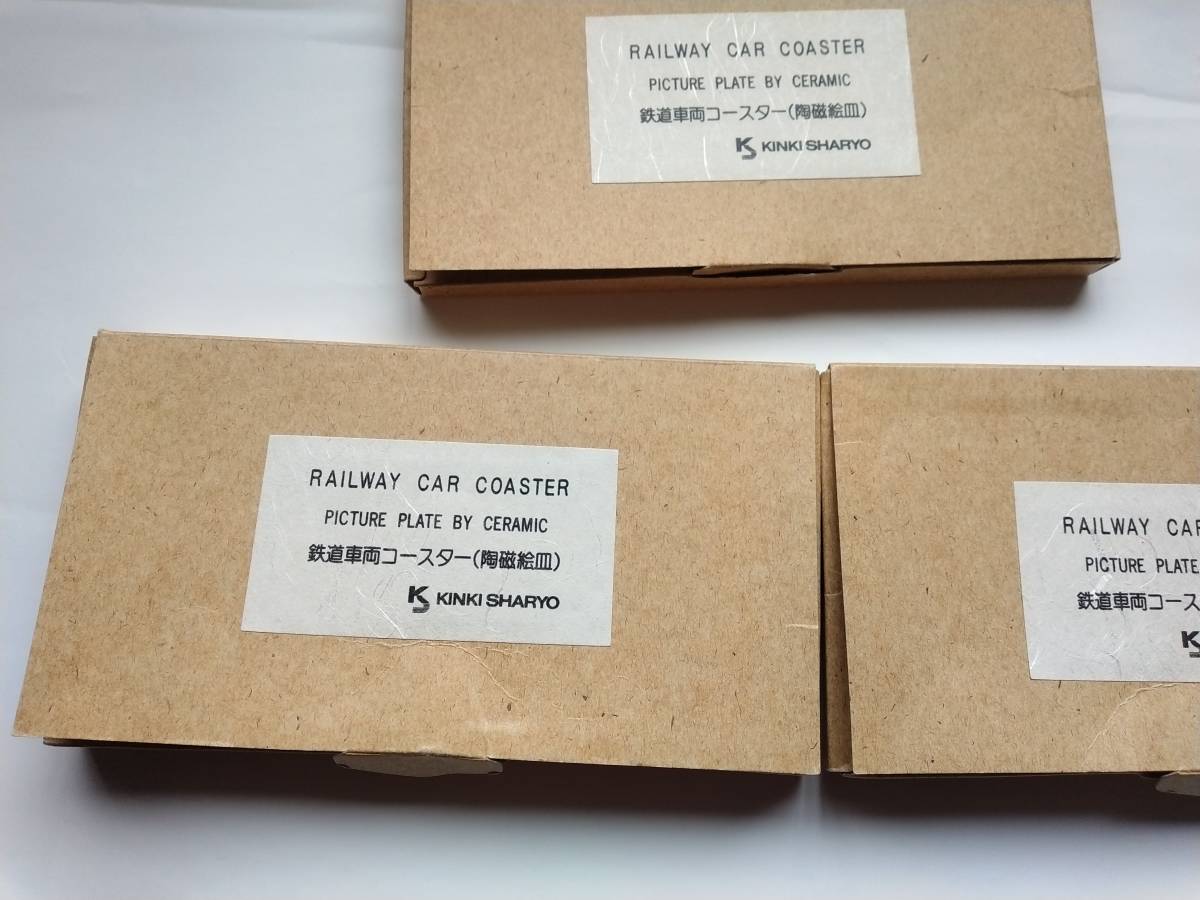 RAILWAY CAR COASTER
PICTURE PLATE BY CERAMIC
鉄道車両コースター(陶磁絵皿)
KS KINKI SHARYO
RAILWAY CAR COASTER
PICTURE PLATE BY CERAMIC
鉄道車両コースター(陶磁絵皿)
KS KINKI SHARYO
RAILWAY CAR
PICTURE PLATE
鉄道車両コース